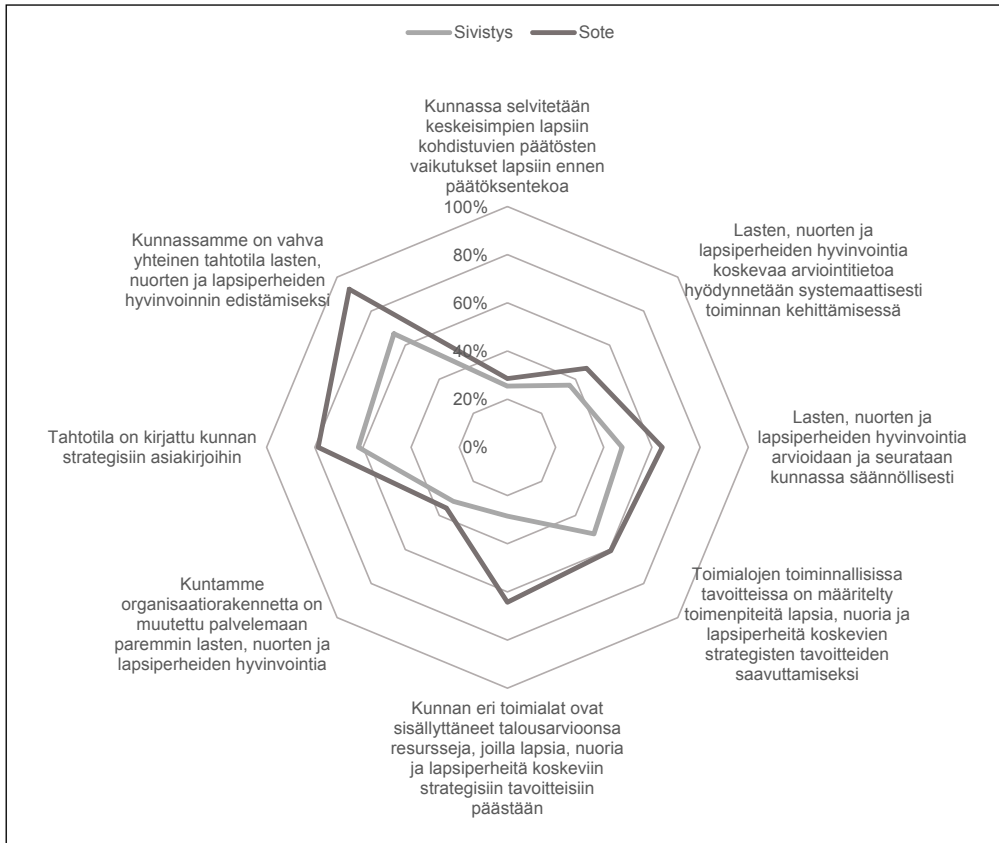 Sivistys
Sote
Kunnassa selvitetään
keskeisimpien lapsiin
kohdistuvien päätösten
vaikutukset lapsiin ennen
päätöksentekoa
Lasten, nuorten ja
lapsiperheiden hyvinvointia
koskevaa arviointitietoa
hyödynnetään systemaattisesti
toiminnan kehittämisessä
Lasten, nuorten ja
lapsiperheiden hyvinvointia
arvioidaan ja seurataan
kunnassa säännöllisesti
Toimialojen toiminnallisissa
tavoitteissa on määritelty
toimenpiteitä lapsia, nuoria ja
lapsiperheitä koskevien
strategisten tavoitteiden
saavuttamiseksi
Kunnan eri toimialat ovat
sisällyttäneet talousarvioonsa
resursseja, joilla lapsia, nuoria
ja lapsiperheitä koskeviin
strategisiin tavoitteisiin
päästään
Kuntamme
organisaatiorakennetta on
muutettu palvelemaan
paremmin lasten, nuorten ja
lapsiperheiden hyvinvointia
Tahtotila on kirjattu kunnan
strategisiin asiakirjoihin
Kunnassamme on vahva
yhteinen tahtotila lasten,
nuorten ja lapsiperheiden
hyvinvoinnin edistämiseksi
100%
80%
60%
40%
20%
0%